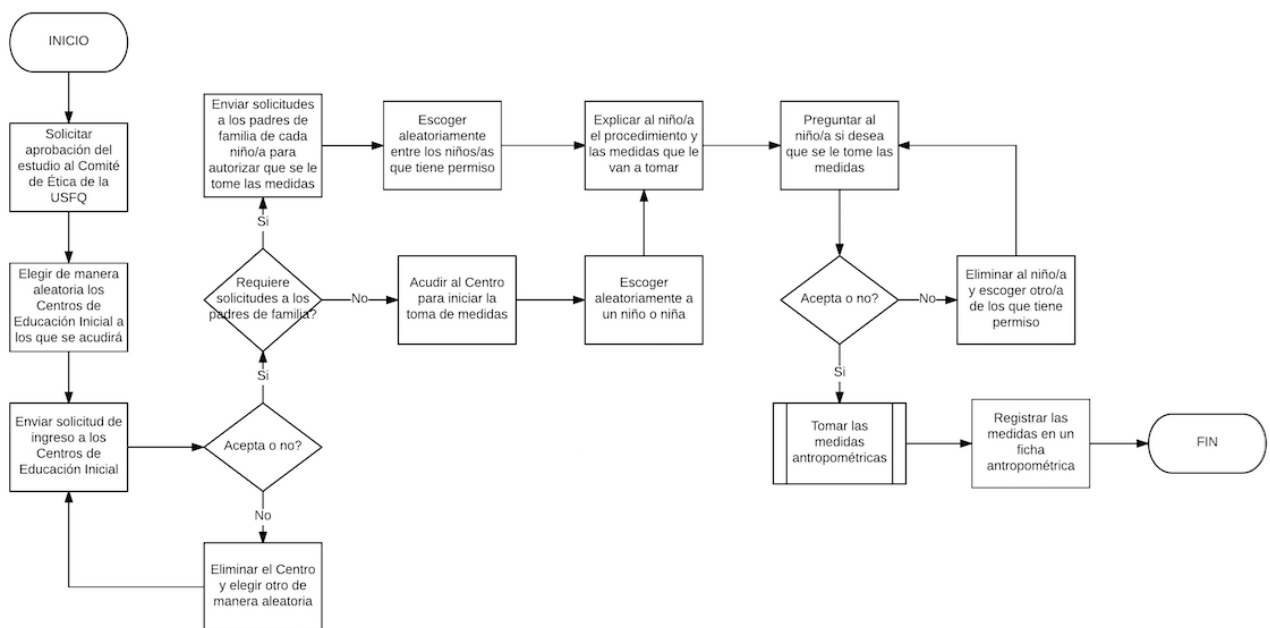 INICIO
Solicitar
aprobación del
estudio al Comité
de Ética de la
USFQ
Elegir de manera
aleatoria los
Centros de
Educación Inicial a
los que se acudirá
Enviar solicitud de
ingreso a los
Centros de
Educación Inicial
Acepta o no?
No
Eliminar el Centro
y elegir otro de
manera aleatoria
Si
Requiere
solicitudes a los
padres de familia?
Si
Enviar solicitudes
a los padres de
familia de cada
niño/a para
autorizar que se le
tome las medidas
Escoger
aleatoriamente
entre los niños/as
que tiene permiso
No
Acudir al Centro
para iniciar la
toma de medidas
Escoger
aleatoriamente a
un niño o niña
Explicar al niño/a
el procedimiento y
las medidas que le
van a tomar
Preguntar al
niño/a si desea
que se le tome las
medidas
Acepta o no?
No
Eliminar al niño/a
y escoger otro/a
de los que tiene
permiso
Si
Tomar las
medidas
antropométricas
Registrar las
medidas en un
ficha
antropométrica
FIN